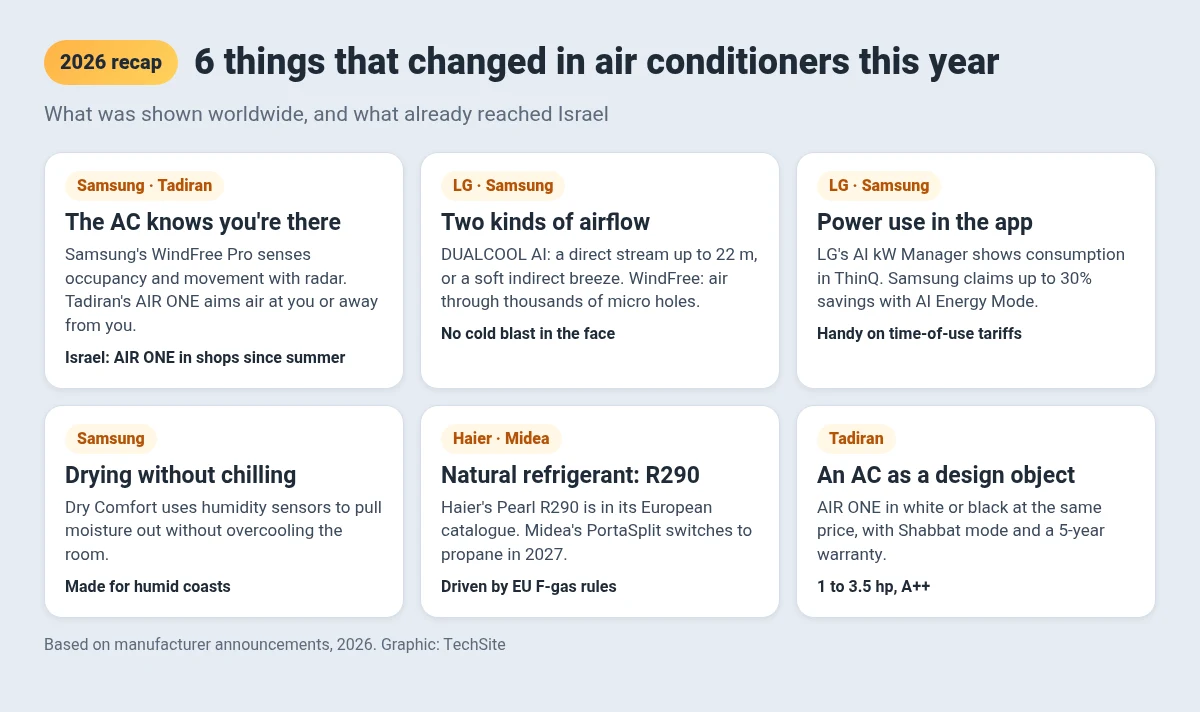 2026 recap
6 things that changed in air conditioners this year
What was shown worldwide, and what already reached Israel
Samsung · Tadiran
The AC knows you're there
Samsung's WindFree Pro senses
occupancy and movement with radar.
Tadiran's AIR ONE aims air at you or away
from you.
Israel: AIR ONE in shops since summer
LG · Samsung
Two kinds of airflow
DUALCOOL AI: a direct stream up to 22 m,
or a soft indirect breeze. WindFree: air
through thousands of micro holes.
No cold blast in the face
LG · Samsung
Power use in the app
LG's AI kW Manager shows consumption
in ThinQ. Samsung claims up to 30%
savings with AI Energy Mode.
Handy on time-of-use tariffs
Samsung
Drying without chilling
Dry Comfort uses humidity sensors to pull
moisture out without overcooling the
room.
Made for humid coasts
Haier · Midea
Natural refrigerant: R290
Haier's Pearl R290 is in its European
catalogue. Midea's PortaSplit switches to
propane in 2027.
Driven by EU F-gas rules
Tadiran
An AC as a design object
AIR ONE in white or black at the same
price, with Shabbat mode and a 5-year
warranty.
1 to 3.5 hp, A++
Based on manufacturer announcements, 2026. Graphic: TechSite